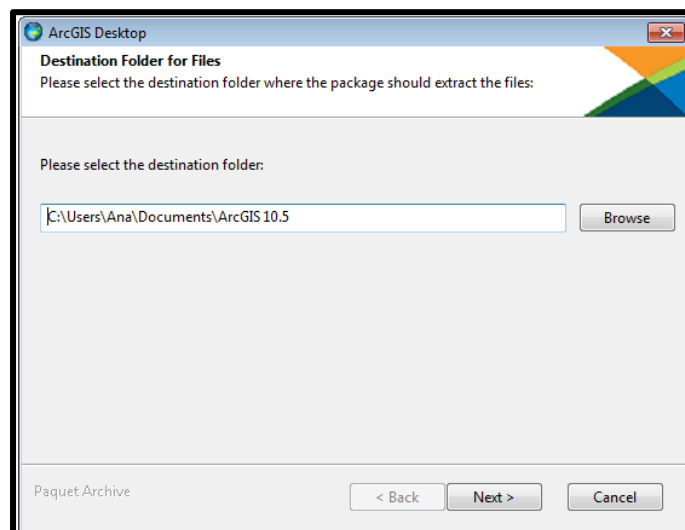 ArcGIS Desktop
Destination Folder for Files
Please select the destination folder where the package should extract the files:
Please select the destination folder:
C:\Users\Ana\Documents\ArcGIS 10.5
Browse
Paquet Archive
< Back
Next >
Cancel